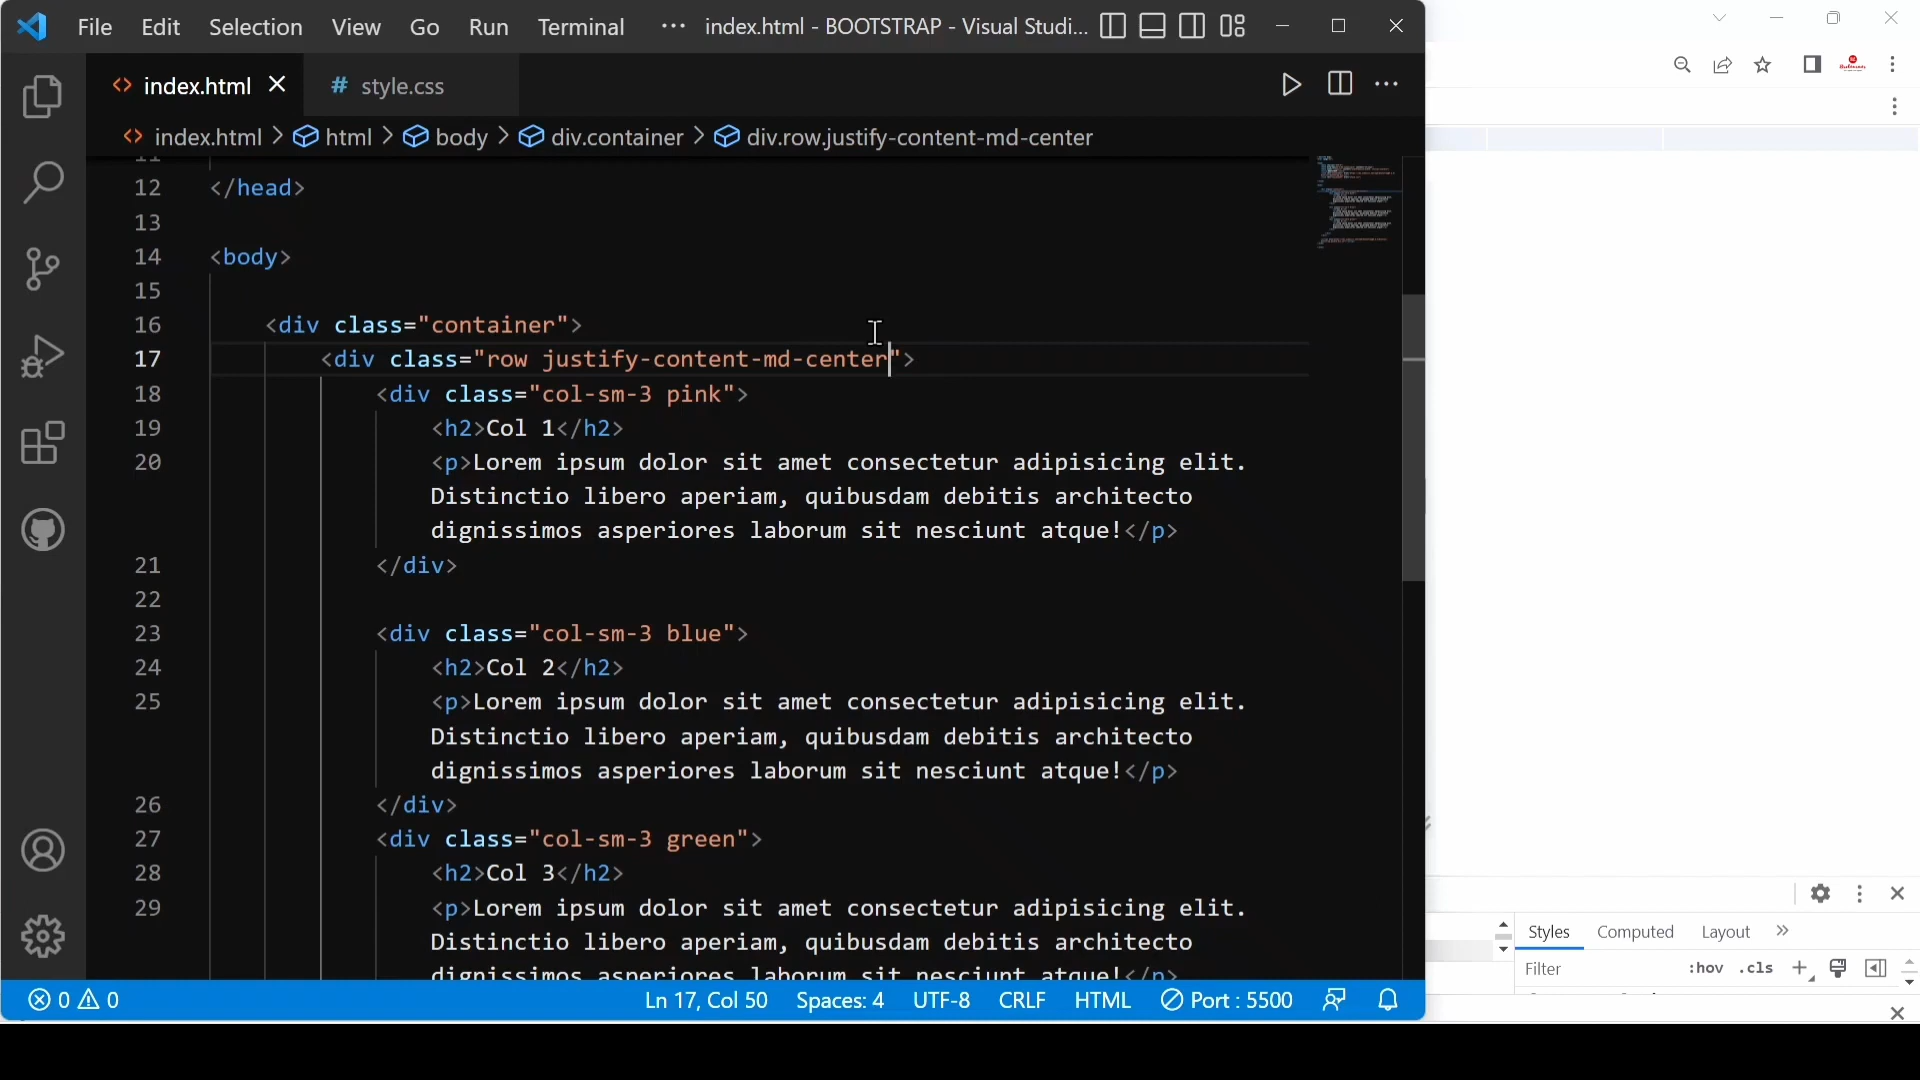 File Edit Selection View Go Run Terminal ··· index.html - BOOTSTRAP - Visual Studi...
index.html # style.css
index.html > html > body > div.container > div.row.justify-content-md-center
11
12 </head>
13
14 <body>
15
16 <div class="container">
17 <div class="row justify-content-md-center">
18 <div class="col-sm-3 pink">
19 <h2>Col 1</h2>
20 <p>Lorem ipsum dolor sit amet consectetur adipisicing elit.
Distinctio libero aperiam, quibusdam debitis architecto
dignissimos asperiores laborum sit nesciunt atque!</p>
21 </div>
22
23 <div class="col-sm-3 blue">
24 <h2>Col 2</h2>
25 <p>Lorem ipsum dolor sit amet consectetur adipisicing elit.
Distinctio libero aperiam, quibusdam debitis architecto
dignissimos asperiores laborum sit nesciunt atque!</p>
26 </div>
27 <div class="col-sm-3 green">
28 <h2>Col 3</h2>
29 <p>Lorem ipsum dolor sit amet consectetur adipisicing elit.
Distinctio libero aperiam, quibusdam debitis architecto
dignissimos asperiores laborum sit nesciunt atque!</p>
0 0 Ln 17, Col 50 Spaces: 4 UTF-8 CRLF HTML Port : 5500
Styles Computed Layout »
Filter :hov .cls +